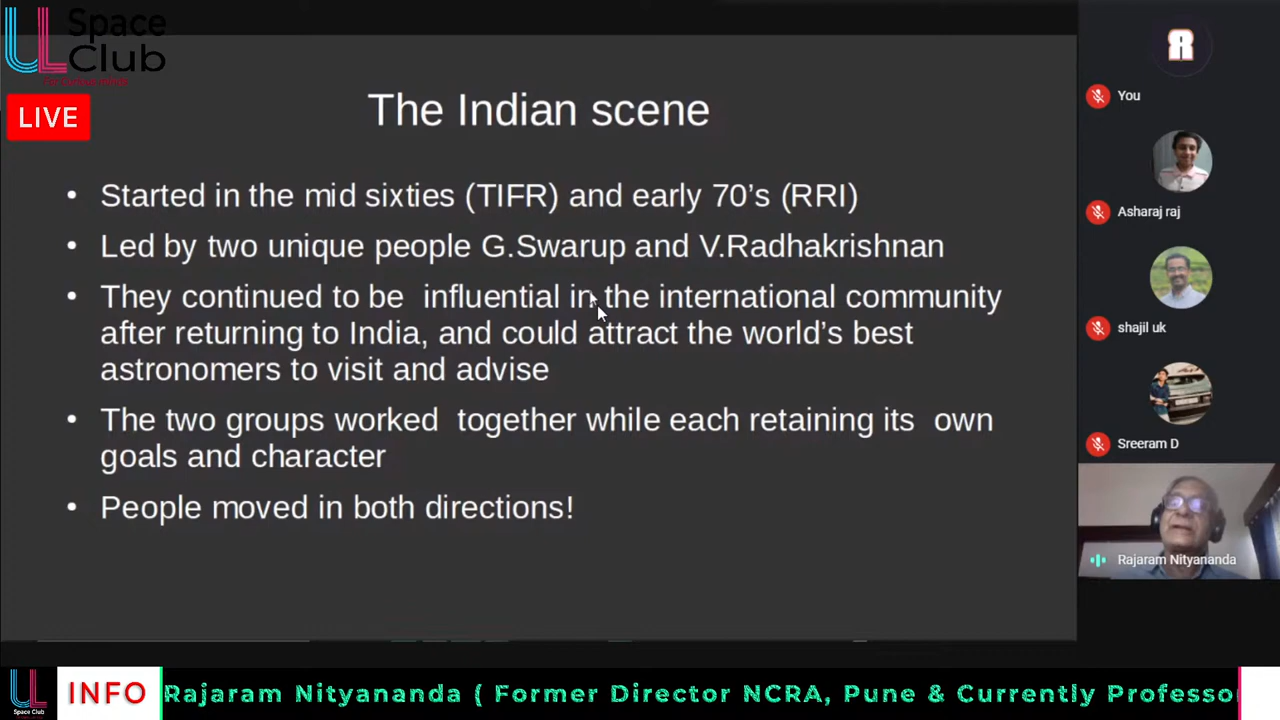 UL Space
Club
LIVE
The Indian scene
• Started in the mid sixties (TIFR) and early 70’s (RRI)
• Led by two unique people G.Swarup and V.Radhakrishnan
• They continued to be influential in the international community
after returning to India, and could attract the world’s best
astronomers to visit and advise
• The two groups worked together while each retaining its own
goals and character
• People moved in both directions!
R
You
Asharaj raj
shajil uk
Sreeram D
Rajaram Nityananda
UL
Space Club
INFO
Rajaram Nityananda ( Former Director NCRA, Pune & Currently Professo